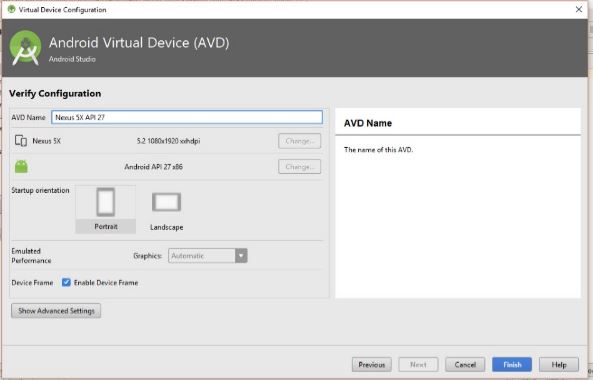 Virtual Device Configuration
Android Virtual Device (AVD)
Android Studio
Verify Configuration
AVD Name Nexus 5X API 27
Nexus 5X 5.2 1080x1920 xxhdpi Change...
Android API 27 x86 Change...
Startup orientation
Portrait Landscape
Emulated
Performance Graphics: Automatic
Device Frame Enable Device Frame
Show Advanced Settings
AVD Name
The name of this AVD.
Previous Next Cancel Finish Help